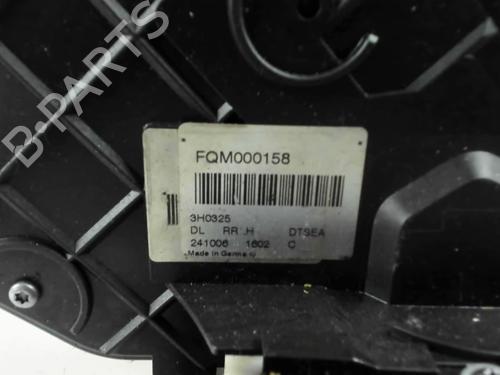 B-PARTS
FQM000158
3H0325
DL RR .H DTSEA
241006 1602 C
Made in Germany